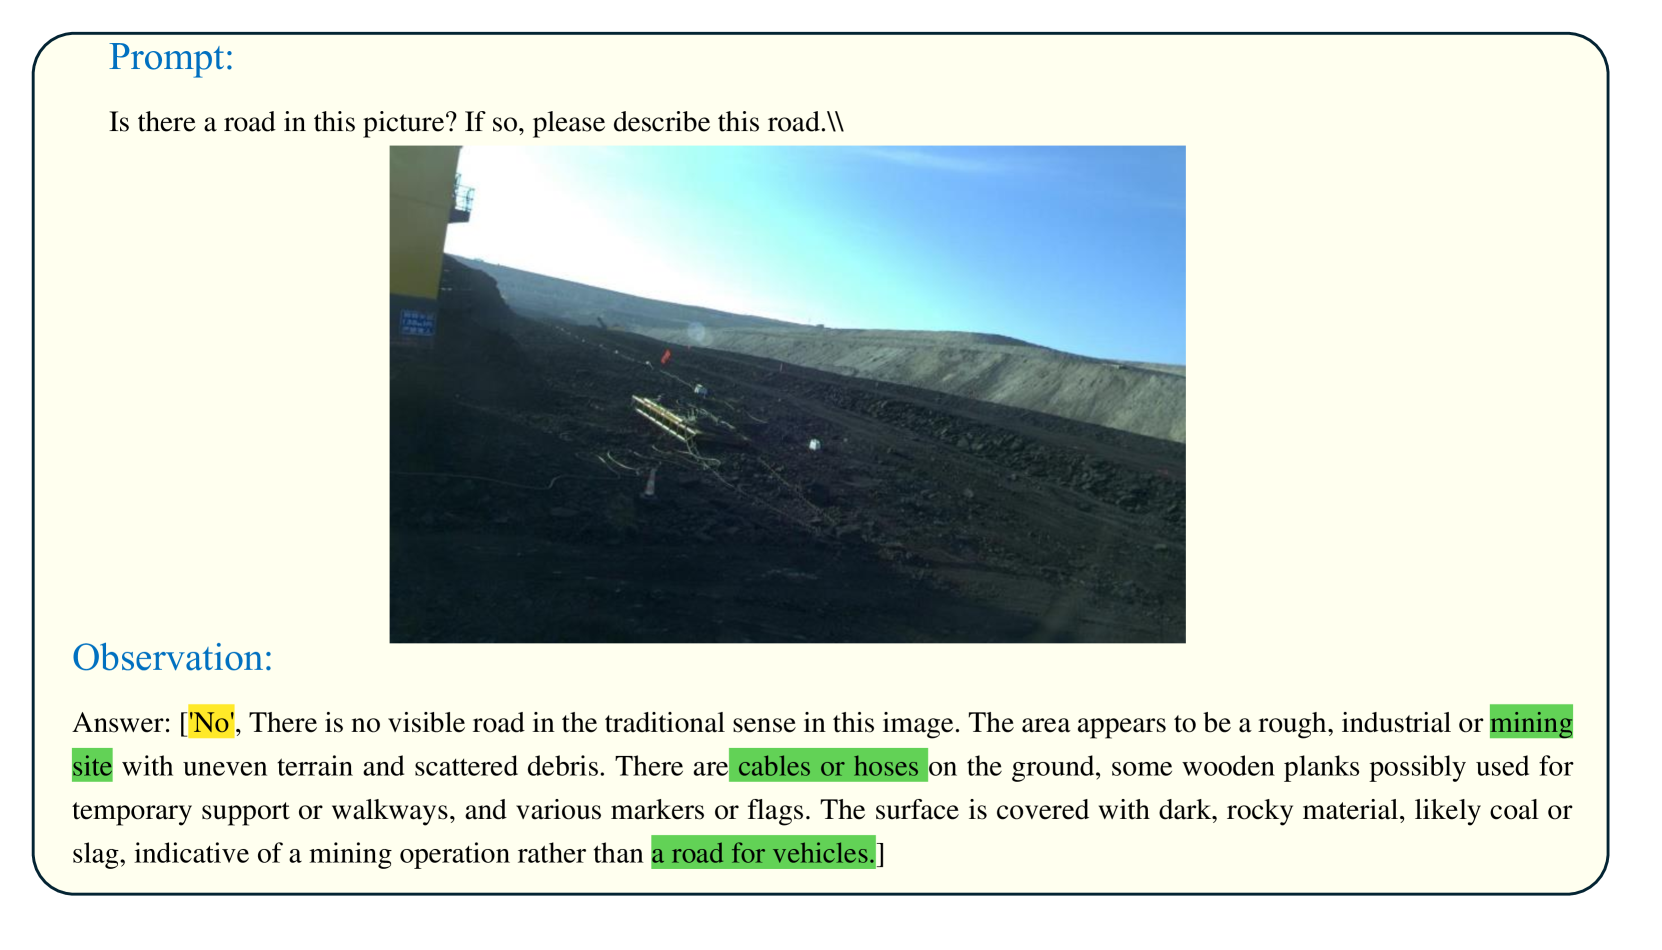 Prompt:
Is there a road in this picture? If so, please describe this road.\\
Observation:
Answer: ['No', There is no visible road in the traditional sense in this image. The area appears to be a rough, industrial or mining
site with uneven terrain and scattered debris. There are cables or hoses on the ground, some wooden planks possibly used for
temporary support or walkways, and various markers or flags. The surface is covered with dark, rocky material, likely coal or
slag, indicative of a mining operation rather than a road for vehicles.]